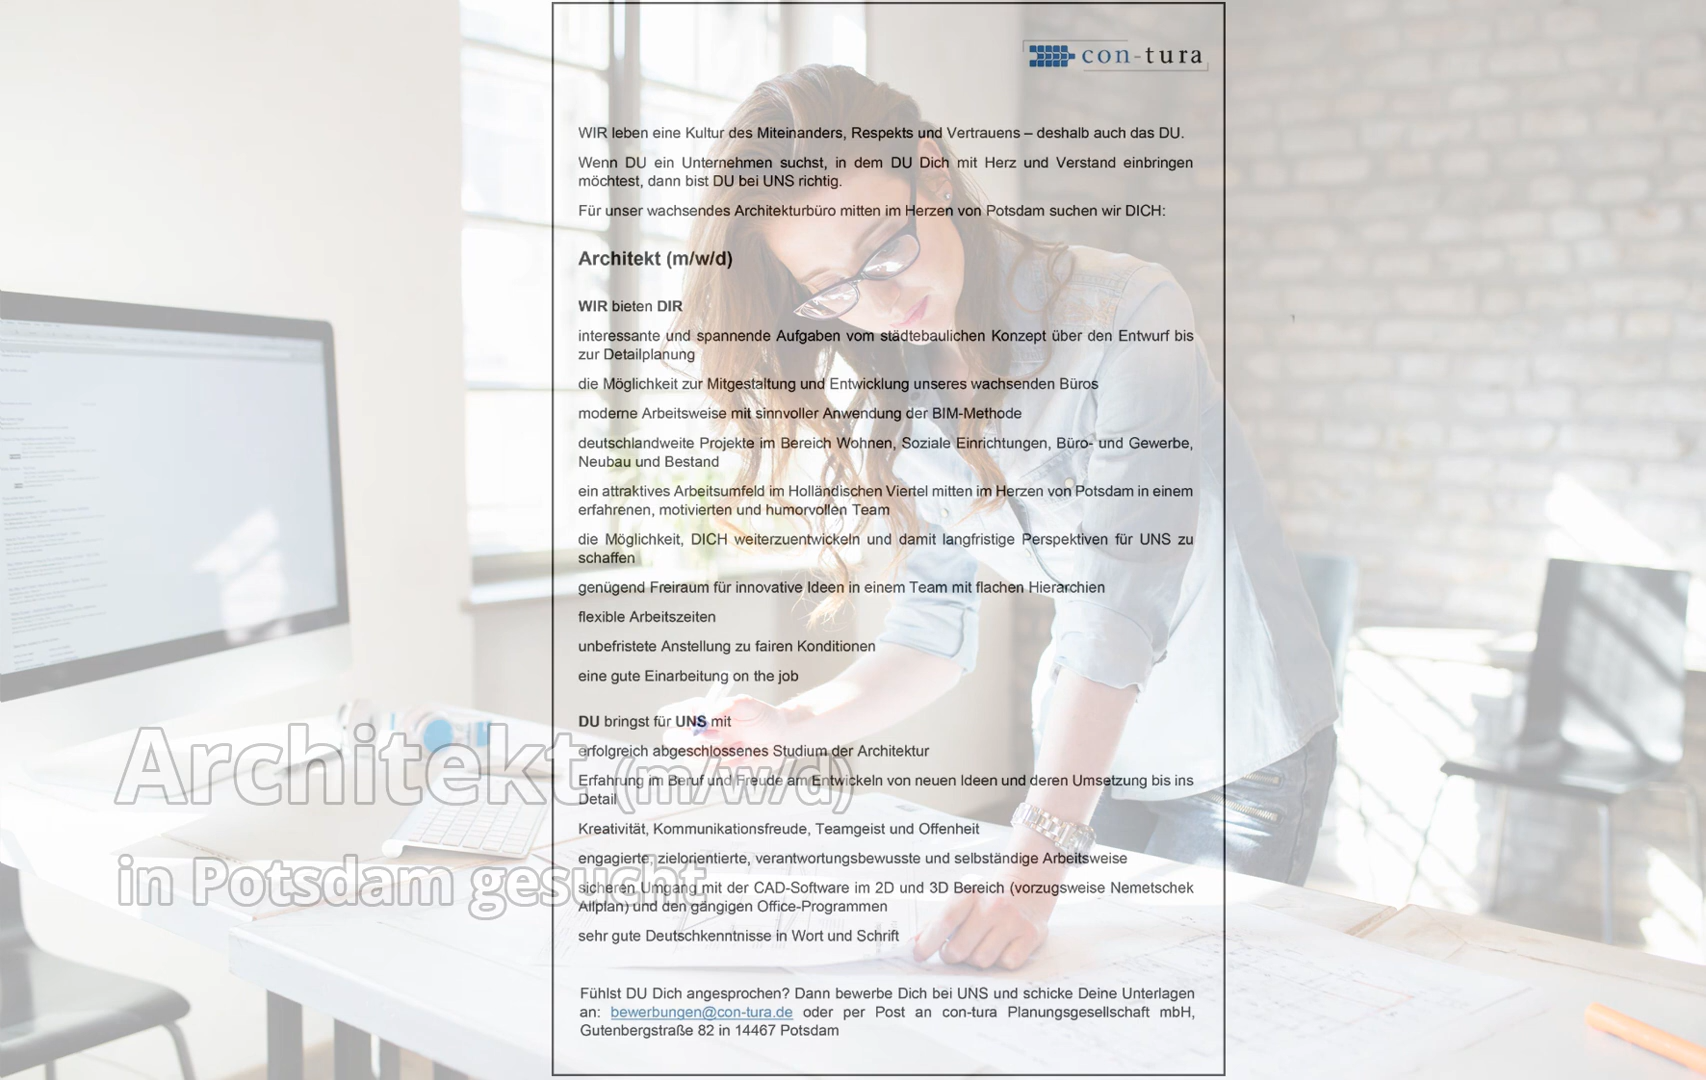 con-tura
WIR leben eine Kultur des Miteinanders, Respekts und Vertrauens – deshalb auch das DU.
Wenn DU ein Unternehmen suchst, in dem DU Dich mit Herz und Verstand einbringen
möchtest, dann bist DU bei UNS richtig.
Für unser wachsendes Architekturbüro mitten im Herzen von Potsdam suchen wir DICH:
Architekt (m/w/d)
WIR bieten DIR
interessante und spannende Aufgaben vom städtebaulichen Konzept über den Entwurf bis
zur Detailplanung
die Möglichkeit zur Mitgestaltung und Entwicklung unseres wachsenden Büros
moderne Arbeitsweise mit sinnvoller Anwendung der BIM-Methode
deutschlandweite Projekte im Bereich Wohnen, Soziale Einrichtungen, Büro- und Gewerbe,
Neubau und Bestand
ein attraktives Arbeitsumfeld im Holländischen Viertel mitten im Herzen von Potsdam in einem
erfahrenen, motivierten und humorvollen Team
die Möglichkeit, DICH weiterzuentwickeln und damit langfristige Perspektiven für UNS zu
schaffen
genügend Freiraum für innovative Ideen in einem Team mit flachen Hierarchien
flexible Arbeitszeiten
unbefristete Anstellung zu fairen Konditionen
eine gute Einarbeitung on the job
DU bringst für UNS mit
erfolgreich abgeschlossenes Studium der Architektur
Erfahrung im Beruf und Freude am Entwickeln von neuen Ideen und deren Umsetzung bis ins
Detail
Kreativität, Kommunikationsfreude, Teamgeist und Offenheit
engagierte, zielorientierte, verantwortungsbewusste und selbständige Arbeitsweise
sicheren Umgang mit der CAD-Software im 2D und 3D Bereich (vorzugsweise Nemetschek
Allplan) und den gängigen Office-Programmen
sehr gute Deutschkenntnisse in Wort und Schrift
Fühlst DU Dich angesprochen? Dann bewerbe Dich bei UNS und schicke Deine Unterlagen
an: bewerbungen@con-tura.de oder per Post an con-tura Planungsgesellschaft mbH,
Gutenbergstraße 82 in 14467 Potsdam
Architekt (m/w/d)
in Potsdam gesucht